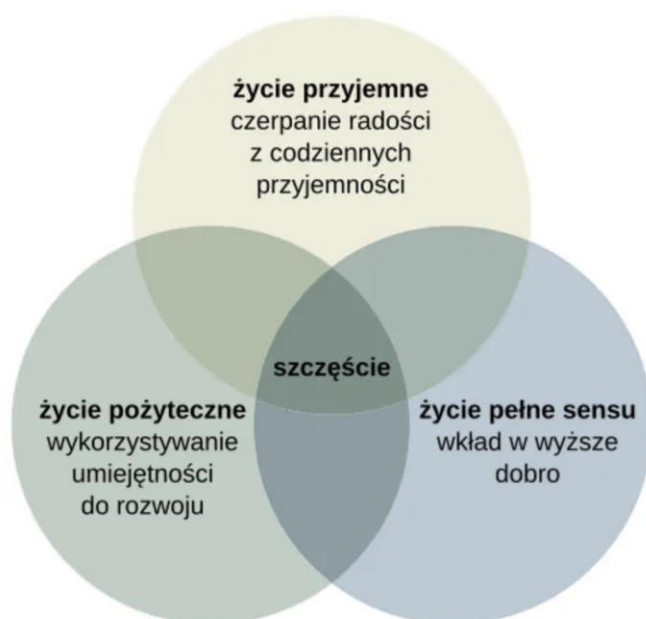 życie przyjemne
czerpanie radości
z codziennych
przyjemności
szczęście
życie pożyteczne
wykorzystywanie
umiejętności
do rozwoju
życie pełne sensu
wkład w wyższe
dobro